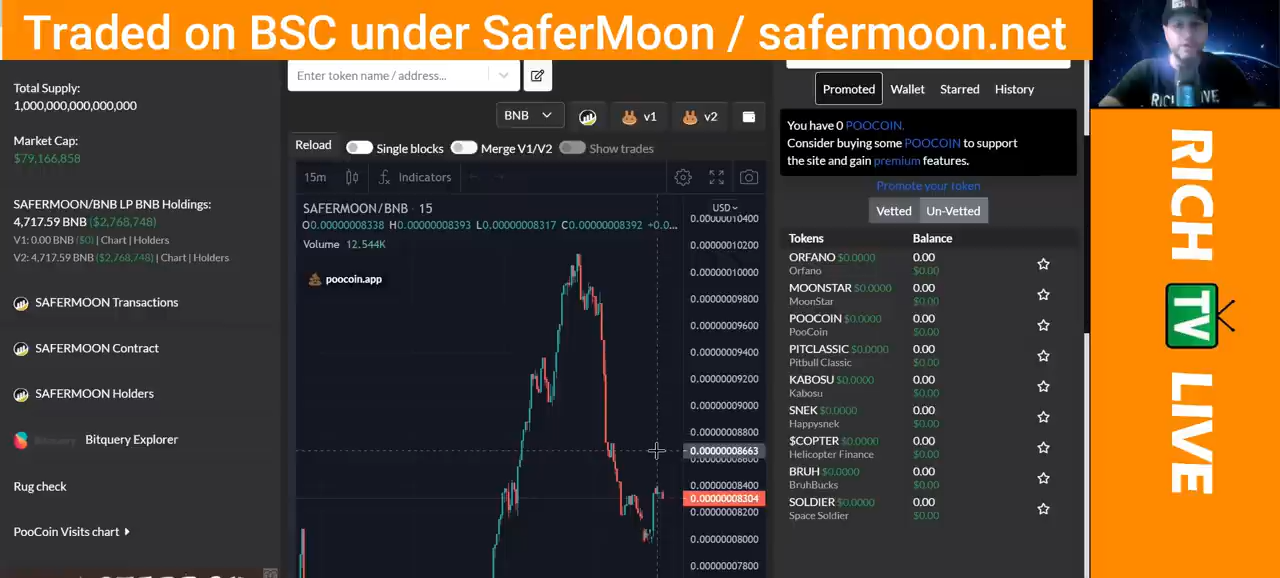 Traded on BSC under SaferMoon / safermoon.net
Total Supply:
1,000,000,000,000,000
Market Cap:
$79,166,858
SAFERMOON/BNB LP BNB Holdings:
4,717.59 BNB ($2,768,748)
V1: 0.00 BNB ($0) | Chart | Holders
V2: 4,717.59 BNB ($2,768,748) | Chart | Holders
SAFERMOON Transactions
SAFERMOON Contract
SAFERMOON Holders
Bitquery Bitquery Explorer
Rug check
PooCoin Visits chart
Enter token name / address...
BNB
v1
v2
Reload
Single blocks
Merge V1/V2
Show trades
15m
Indicators
SAFERMOON/BNB · 15
USD
O0.00000008338 H0.00000008393 L0.00000008317 C0.00000008392 +0.0...
Volume 12.544K
poocoin.app
0.00000010400
0.00000010200
0.00000010000
0.00000009800
0.00000009600
0.00000009400
0.00000009200
0.00000009000
0.00000008800
0.00000008663
0.00000008600
0.00000008400
0.00000008304
0.00000008200
0.00000008000
0.00000007800
Promoted
Wallet
Starred
History
You have 0 POOCOIN.
Consider buying some POOCOIN to support
the site and gain premium features.
Promote your token
Vetted
Un-Vetted
Tokens Balance
ORFANO $0.0000 0.00
Orfano $0.00
MOONSTAR $0.0000 0.00
MoonStar $0.00
POOCOIN $0.0000 0.00
PooCoin $0.00
PITCLASSIC $0.0000 0.00
Pitbull Classic $0.00
KABOSU $0.0000 0.00
Kabosu $0.00
SNEK $0.0000 0.00
Happysnek $0.00
$COPTER $0.0000 0.00
Helicopter Finance $0.00
BRUH $0.0000 0.00
BruhBucks $0.00
SOLDIER $0.0000 0.00
Space Soldier $0.00
RICH
TV
LIVE